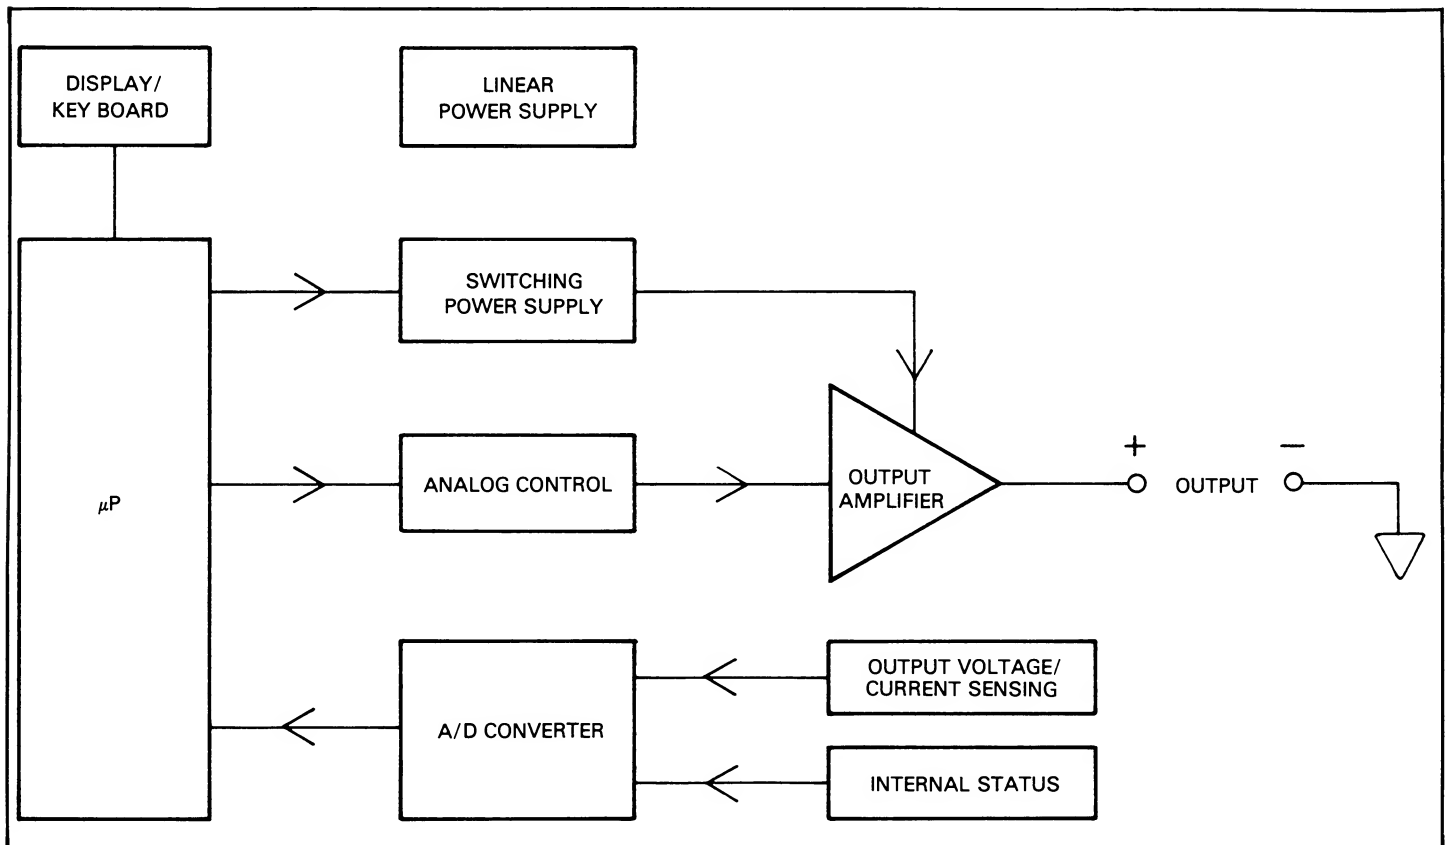 DISPLAY/
KEY BOARD
LINEAR
POWER SUPPLY
SWITCHING
POWER SUPPLY
μP
ANALOG CONTROL
OUTPUT
AMPLIFIER
+
OUTPUT
−
A/D CONVERTER
OUTPUT VOLTAGE/
CURRENT SENSING
INTERNAL STATUS